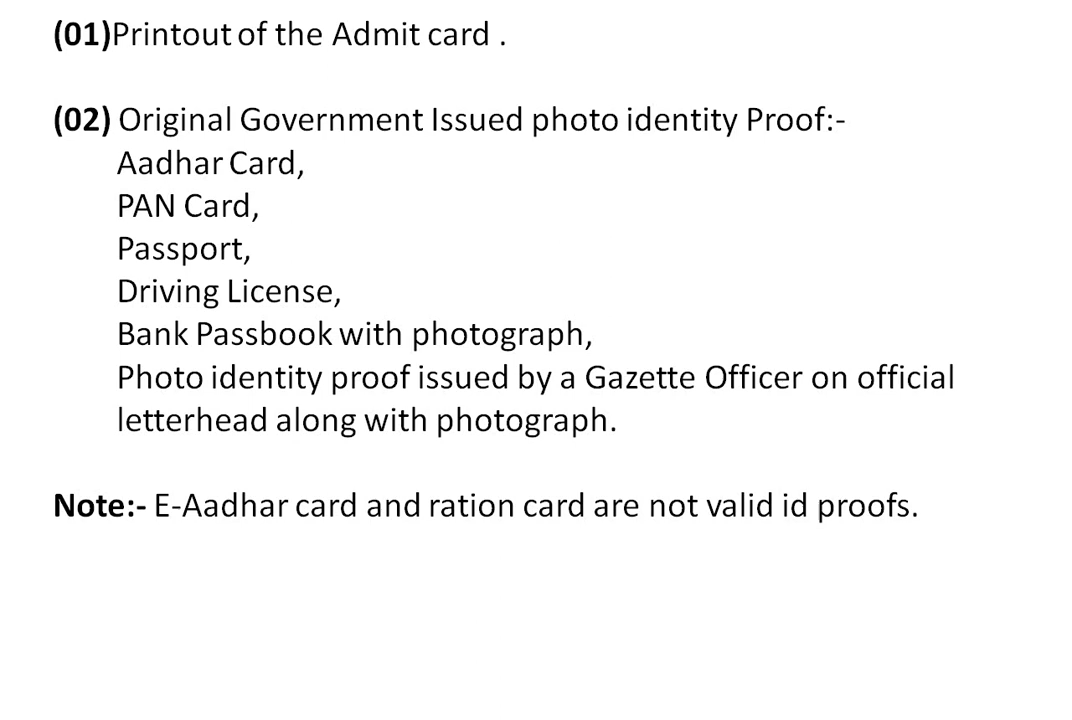 (01)Printout of the Admit card .
(02) Original Government Issued photo identity Proof:-
Aadhar Card,
PAN Card,
Passport,
Driving License,
Bank Passbook with photograph,
Photo identity proof issued by a Gazette Officer on official
letterhead along with photograph.
Note:- E-Aadhar card and ration card are not valid id proofs.